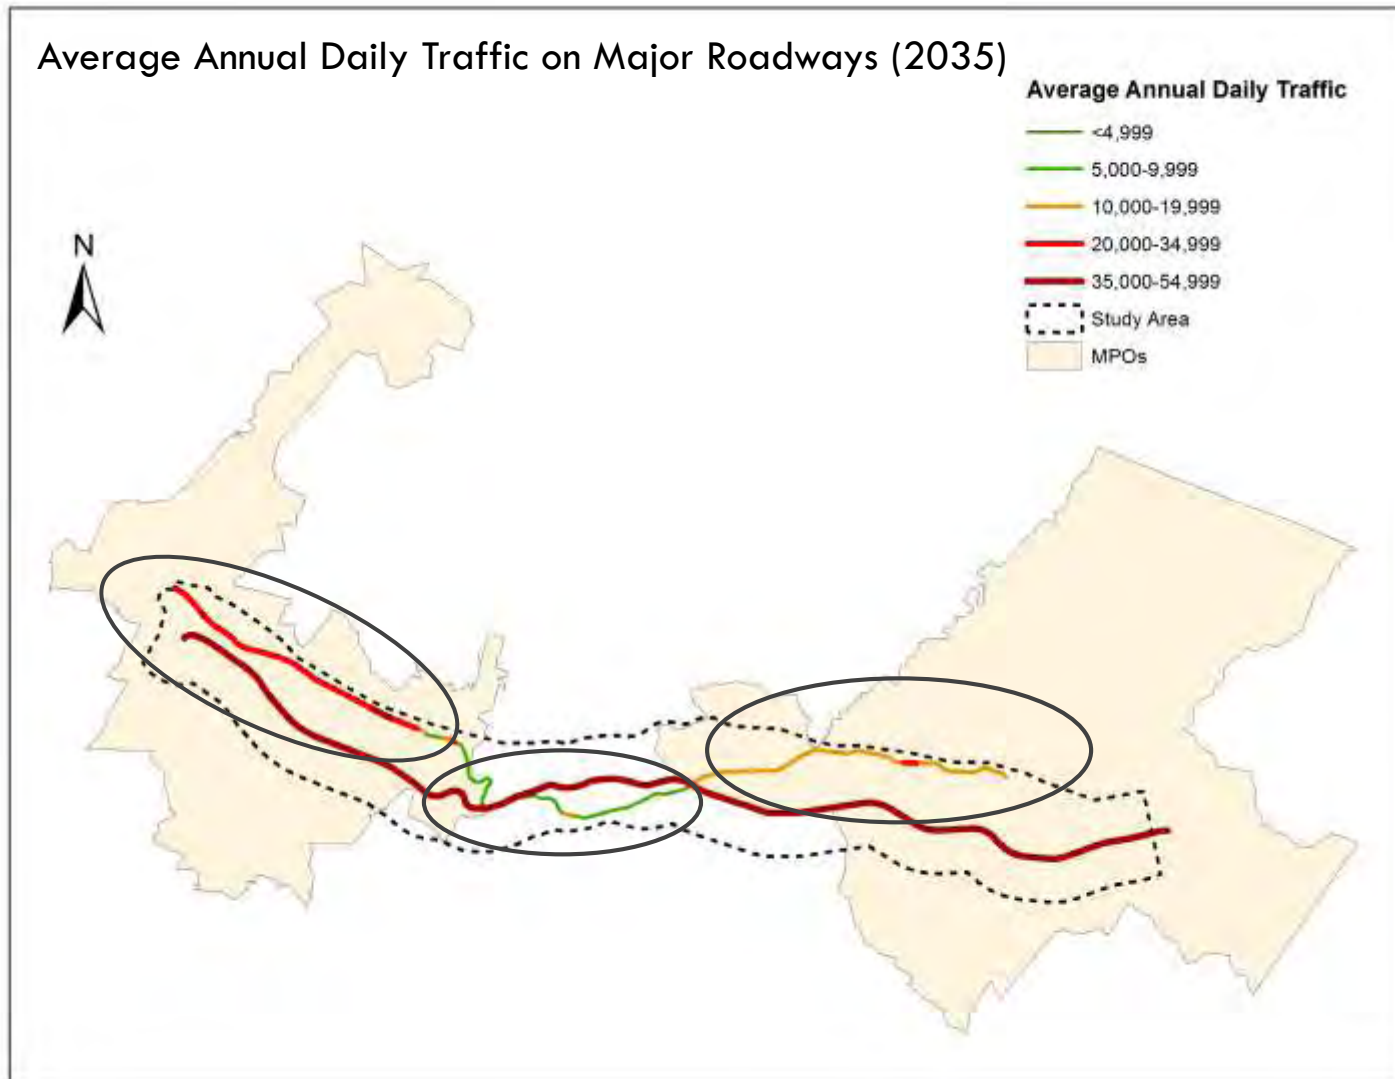 Average Annual Daily Traffic on Major Roadways (2035)
Average Annual Daily Traffic
<4,999
5,000-9,999
10,000-19,999
20,000-34,999
35,000-54,999
Study Area
MPOs
N